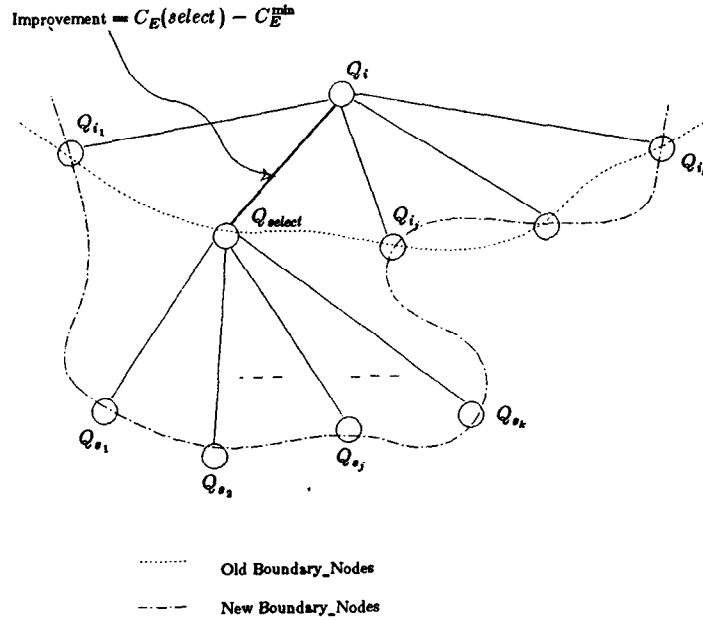 Improvement = C_E(select) − C_E^min
Q_i
Q_{i_1}
Q_{i_l}
Q_select
Q_{i_j}
Q_{s_1}
Q_{s_2}
Q_{s_j}
Q_{s_k}
Old Boundary_Nodes
New Boundary_Nodes